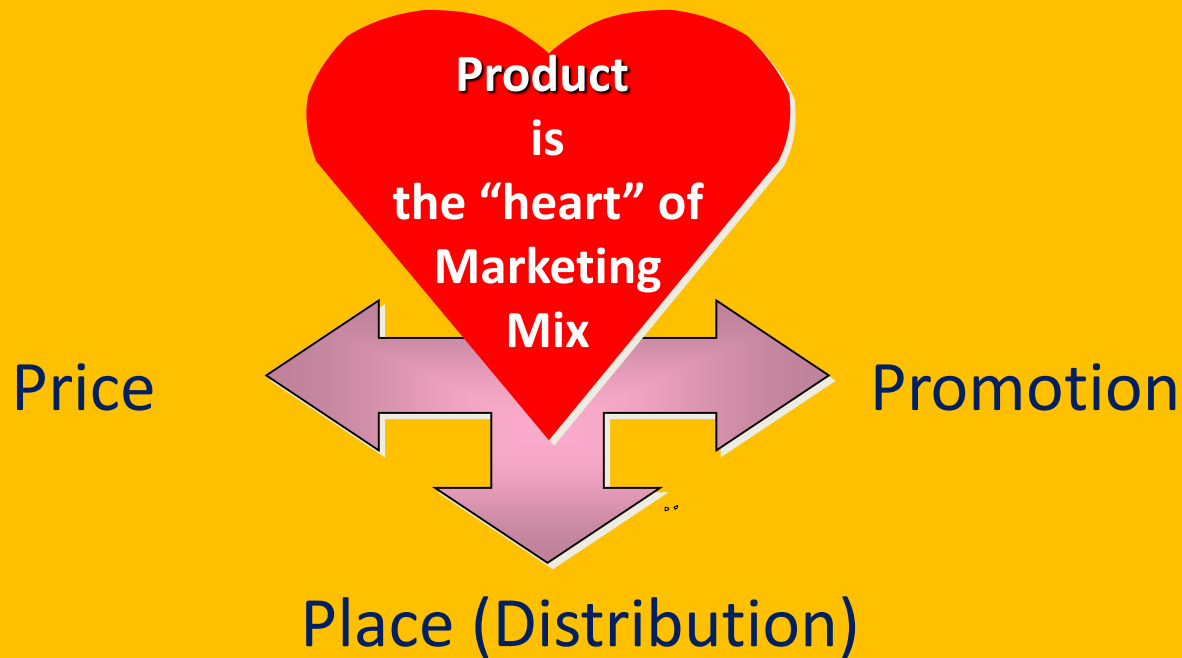 Product
is
the “heart” of
Marketing
Mix
Price
Promotion
Place (Distribution)